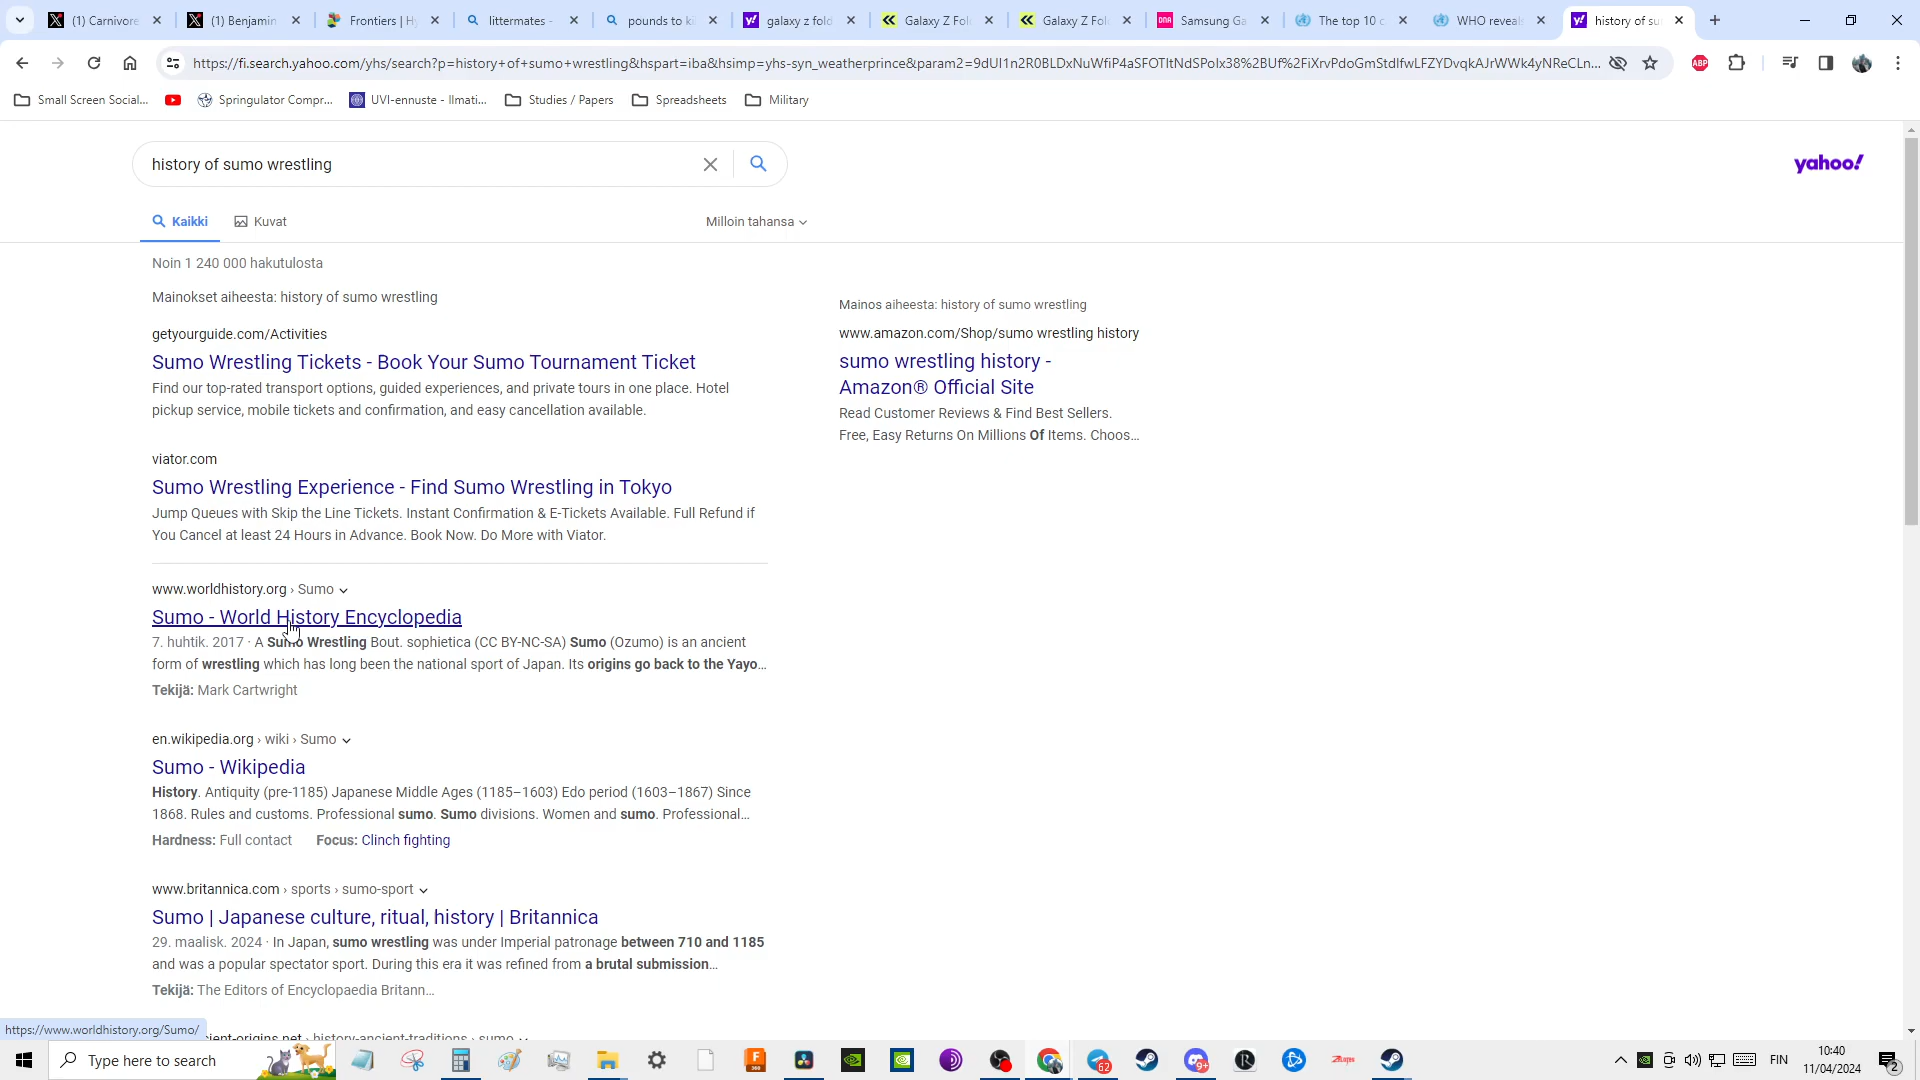 (1) Carnivore
(1) Benjamin
Frontiers | Hy
littermates -
pounds to ki
galaxy z fold
Galaxy Z Fol
Galaxy Z Fol
Samsung Ga
The top 10 c
WHO reveals
history of su
https://fi.search.yahoo.com/yhs/search?p=history+of+sumo+wrestling&hspart=iba&hsimp=yhs-syn_weatherprince&param2=9dUI1n2R0BLDxNuWfiP4aSFOTItNdSPolx38%2BUf%2FiXrvPdoGmStdIfwLFZYDvqkAJrWWk4yNReCLn...
ABP
Small Screen Social...
Springulator Compr...
UVI-ennuste - Ilmati...
Studies / Papers
Spreadsheets
Military
history of sumo wrestling
yahoo!
Kaikki
Kuvat
Milloin tahansa
Noin 1 240 000 hakutulosta
Mainokset aiheesta: history of sumo wrestling
getyourguide.com/Activities
Sumo Wrestling Tickets - Book Your Sumo Tournament Ticket
Find our top-rated transport options, guided experiences, and private tours in one place. Hotel
pickup service, mobile tickets and confirmation, and easy cancellation available.
viator.com
Sumo Wrestling Experience - Find Sumo Wrestling in Tokyo
Jump Queues with Skip the Line Tickets. Instant Confirmation & E-Tickets Available. Full Refund if
You Cancel at least 24 Hours in Advance. Book Now. Do More with Viator.
Mainos aiheesta: history of sumo wrestling
www.amazon.com/Shop/sumo wrestling history
sumo wrestling history -
Amazon® Official Site
Read Customer Reviews & Find Best Sellers.
Free, Easy Returns On Millions Of Items. Choos...
www.worldhistory.org › Sumo
Sumo - World History Encyclopedia
7. huhtik. 2017 · A Sumo Wrestling Bout. sophietica (CC BY-NC-SA) Sumo (Ozumo) is an ancient
form of wrestling which has long been the national sport of Japan. Its origins go back to the Yayo...
Tekijä: Mark Cartwright
en.wikipedia.org › wiki › Sumo
Sumo - Wikipedia
History. Antiquity (pre-1185) Japanese Middle Ages (1185–1603) Edo period (1603–1867) Since
1868. Rules and customs. Professional sumo. Sumo divisions. Women and sumo. Professional...
Hardness: Full contact Focus: Clinch fighting
www.britannica.com › sports › sumo-sport
Sumo | Japanese culture, ritual, history | Britannica
29. maalisk. 2024 · In Japan, sumo wrestling was under Imperial patronage between 710 and 1185
and was a popular spectator sport. During this era it was refined from a brutal submission...
Tekijä: The Editors of Encyclopaedia Britann...
https://www.worldhistory.org/Sumo/
Type here to search
62
9+
FIN
10:40
11/04/2024
2